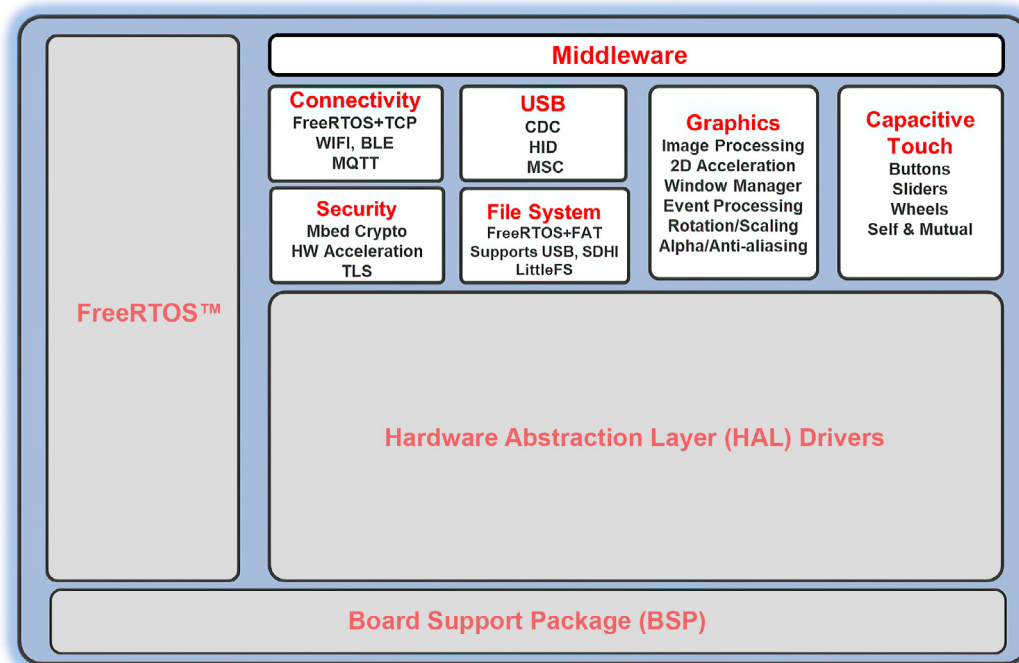 Middleware
Connectivity
FreeRTOS+TCP
WIFI, BLE
MQTT
USB
CDC
HID
MSC
Graphics
Image Processing
2D Acceleration
Window Manager
Event Processing
Rotation/Scaling
Alpha/Anti-aliasing
Capacitive
Touch
Buttons
Sliders
Wheels
Self & Mutual
Security
Mbed Crypto
HW Acceleration
TLS
File System
FreeRTOS+FAT
Supports USB, SDHI
LittleFS
FreeRTOS™
Hardware Abstraction Layer (HAL) Drivers
Board Support Package (BSP)